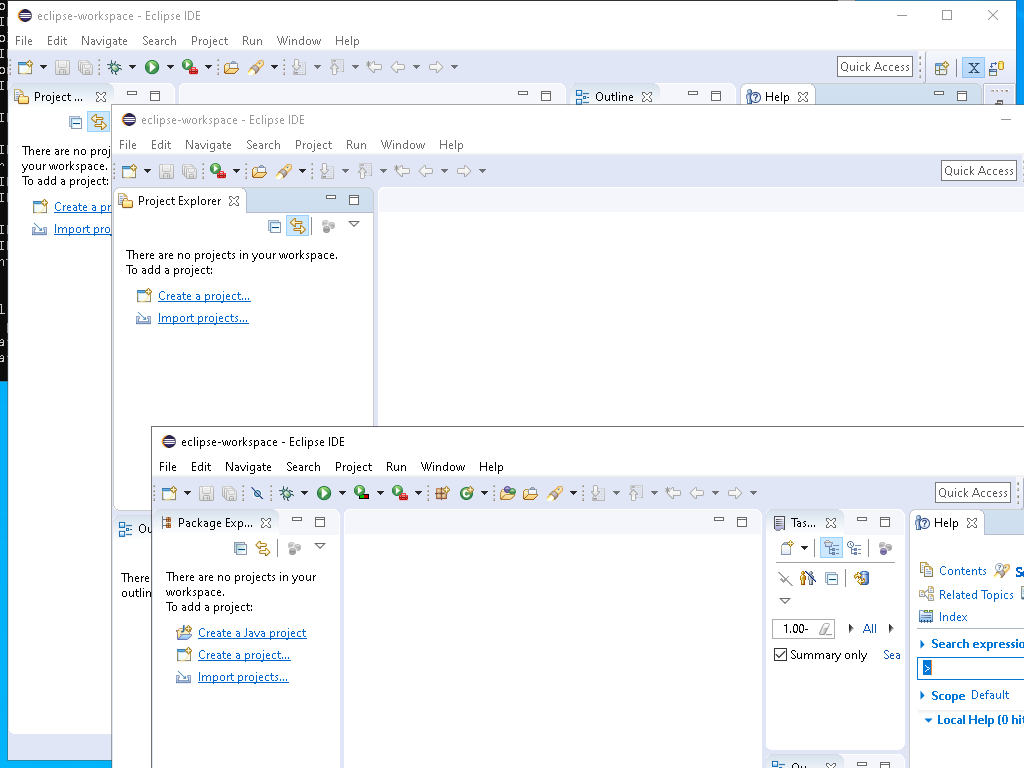 eclipse-workspace - Eclipse IDE
File Edit Navigate Search Project Run Window Help
Quick Access
Project ...
Outline
Help
There are no proj
your workspace.
To add a project:
Create a pr
Import pro
eclipse-workspace - Eclipse IDE
File Edit Navigate Search Project Run Window Help
Quick Access
Project Explorer
There are no projects in your workspace.
To add a project:
Create a project...
Import projects...
Ou
There
outlin
eclipse-workspace - Eclipse IDE
File Edit Navigate Search Project Run Window Help
Quick Access
Package Exp...
Tas...
Help
There are no projects in your
workspace.
To add a project:
Create a Java project
Create a project...
Import projects...
1.00-
All
Summary only
Sea
Contents
Se
Related Topics
Index
Search expressio
>
Scope Default
Local Help (0 hit
Ou